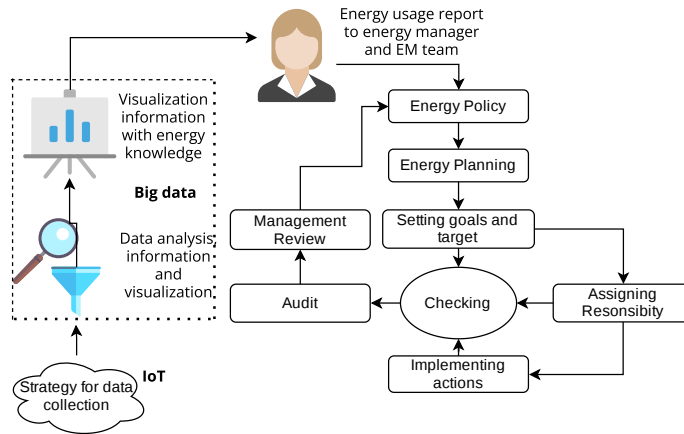 Energy usage report
to energy manager
and EM team
Visualization
information
with energy
knowledge
Big data
Data analysis,
information
and
visualization
IoT
Strategy for data
collection
Energy Policy
Energy Planning
Setting goals and
target
Management
Review
Audit
Checking
Assigning
Resonsibity
Implementing
actions